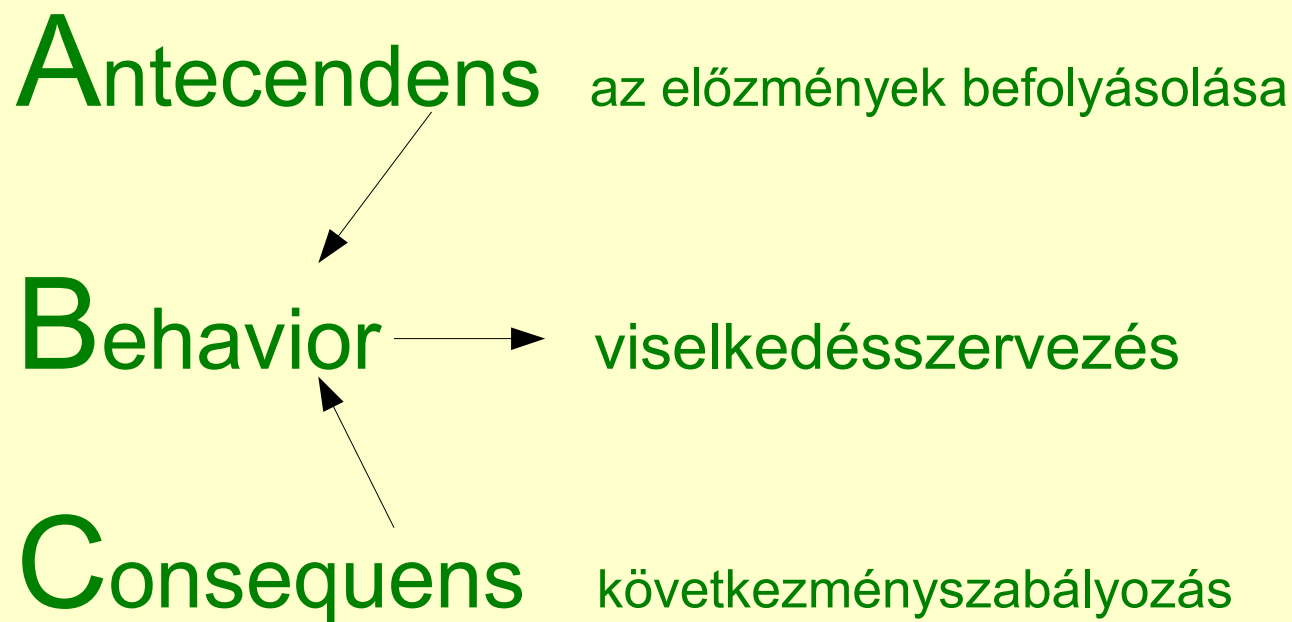 Antecendens az előzmények befolyásolása
Behavior viselkedésszervezés
Consequens következményszabályozás